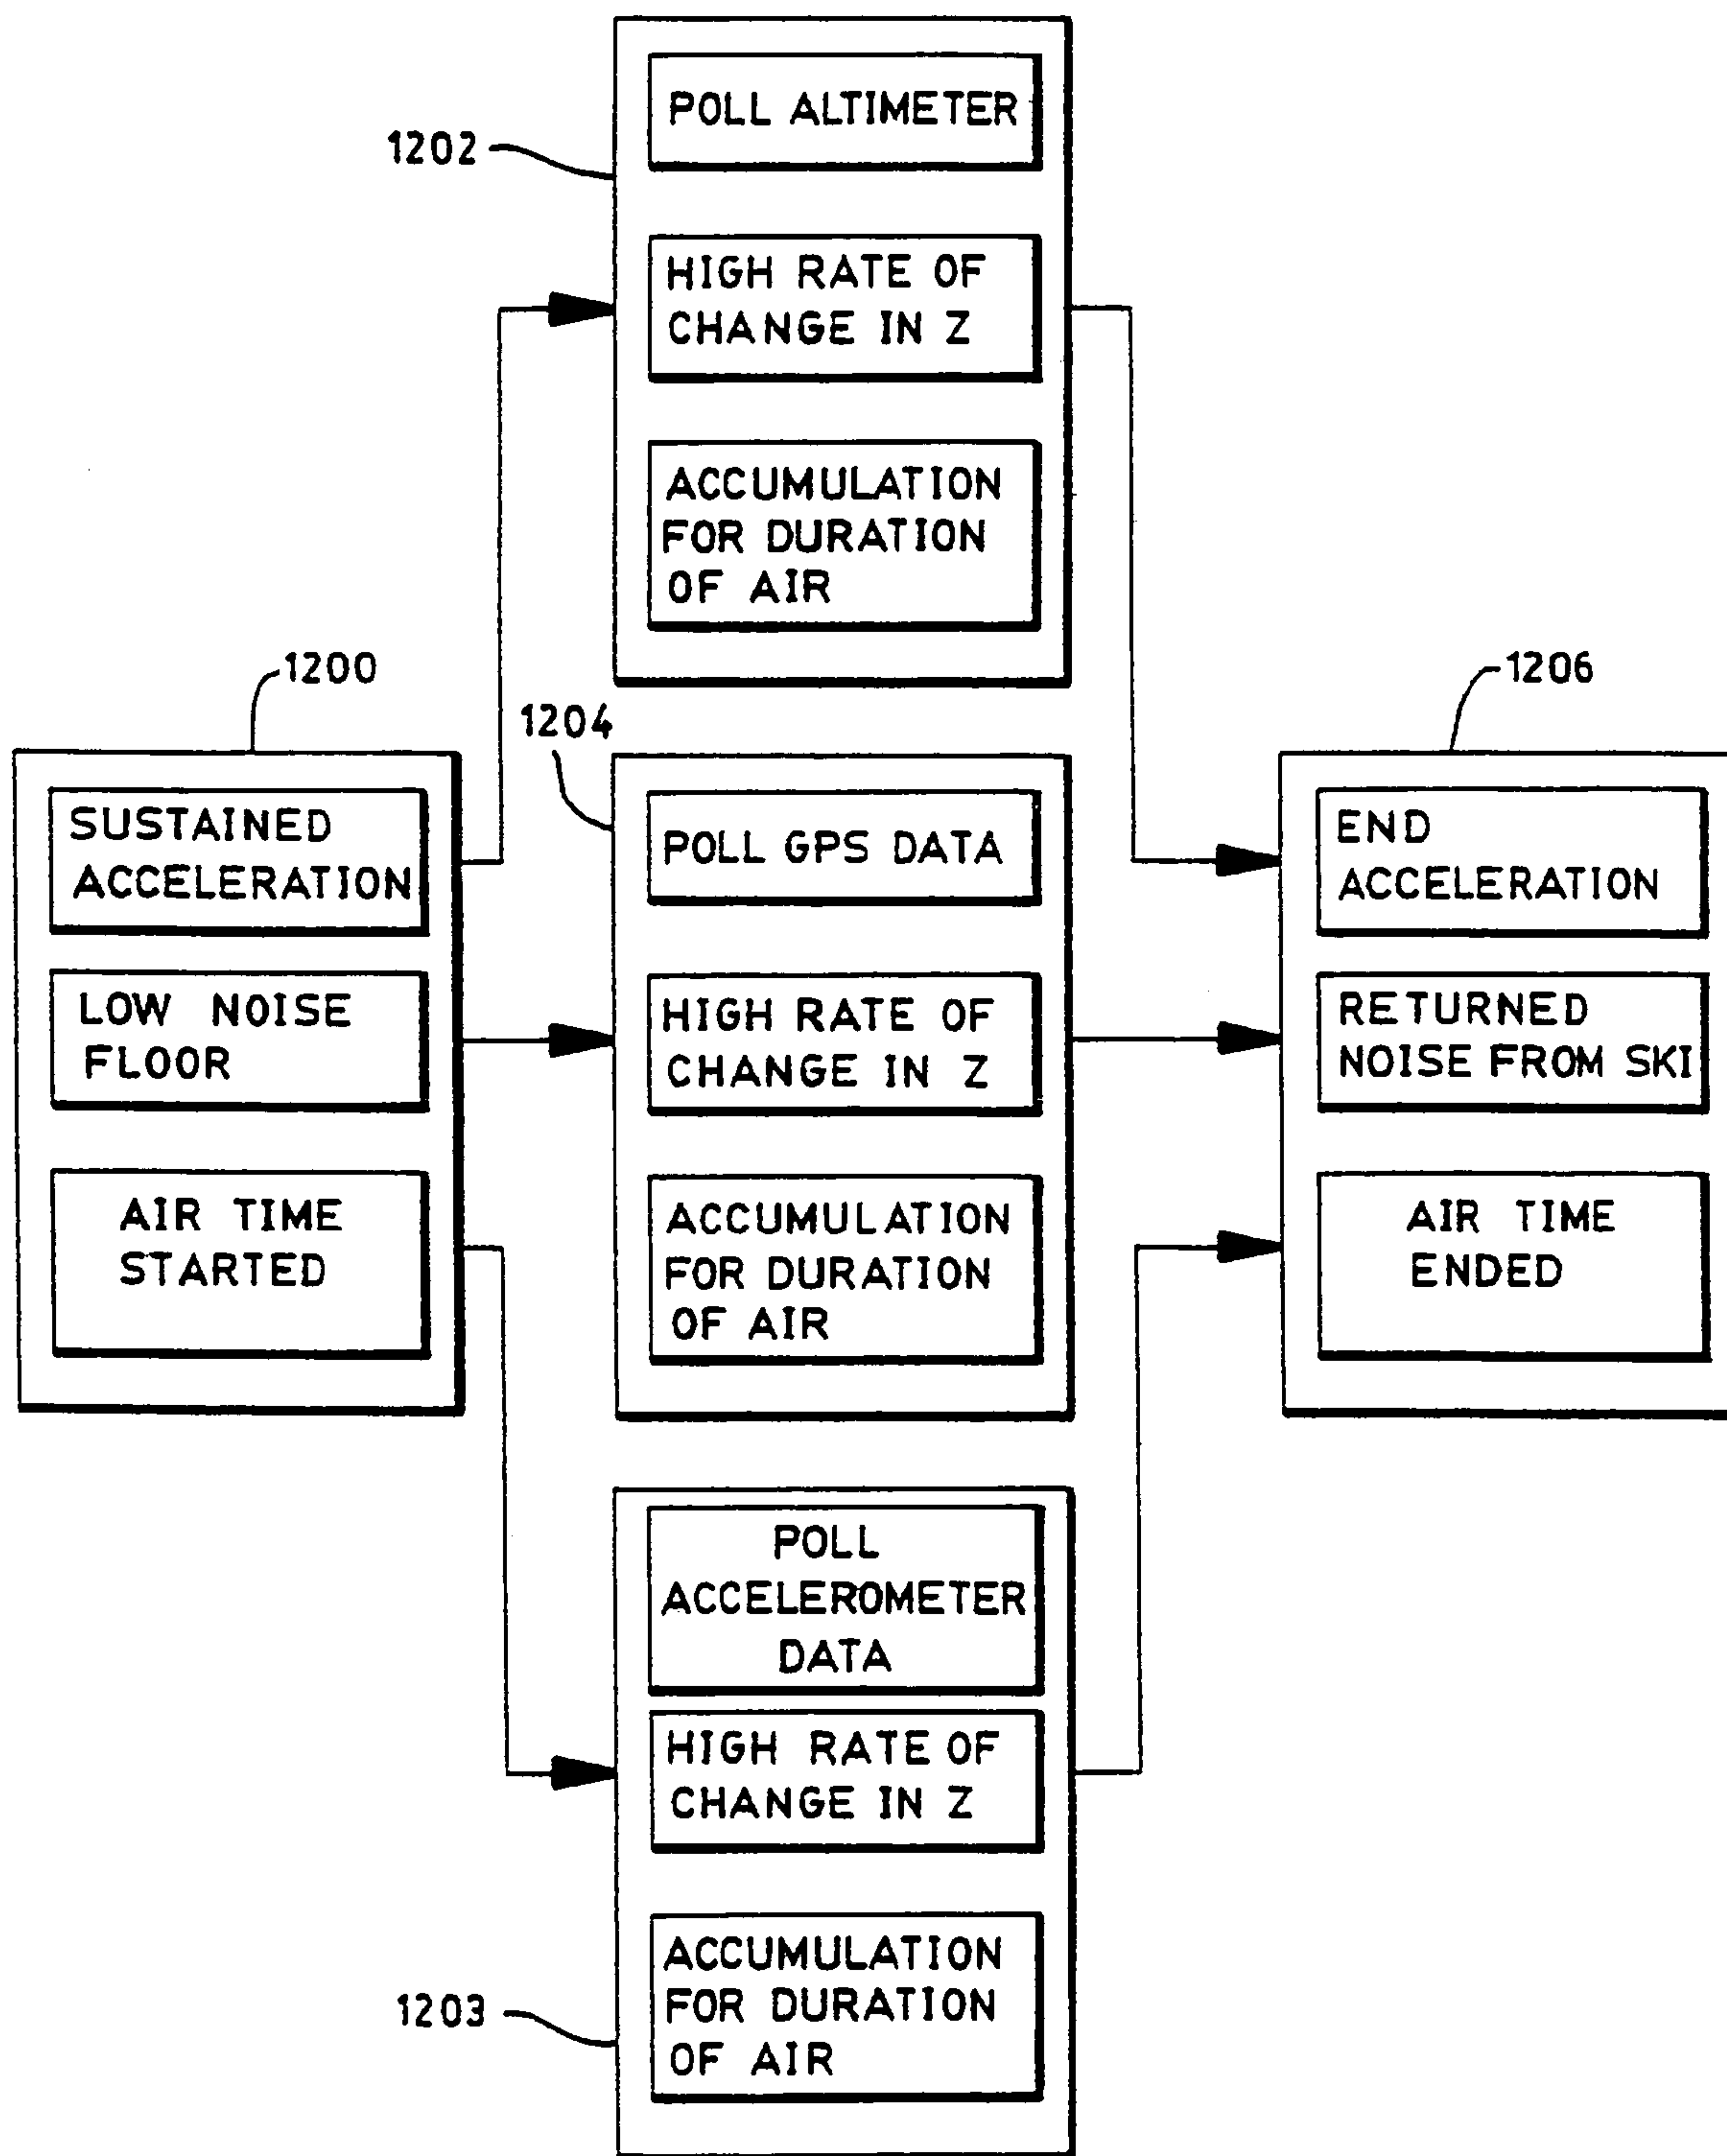 1202
POLL ALTIMETER
HIGH RATE OF
CHANGE IN Z
ACCUMULATION
FOR DURATION
OF AIR
1200
SUSTAINED
ACCELERATION
LOW NOISE
FLOOR
AIR TIME
STARTED
1204
POLL GPS DATA
HIGH RATE OF
CHANGE IN Z
ACCUMULATION
FOR DURATION
OF AIR
1206
END
ACCELERATION
RETURNED
NOISE FROM SKI
AIR TIME
ENDED
POLL
ACCELEROMETER
DATA
HIGH RATE OF
CHANGE IN Z
1203
ACCUMULATION
FOR DURATION
OF AIR